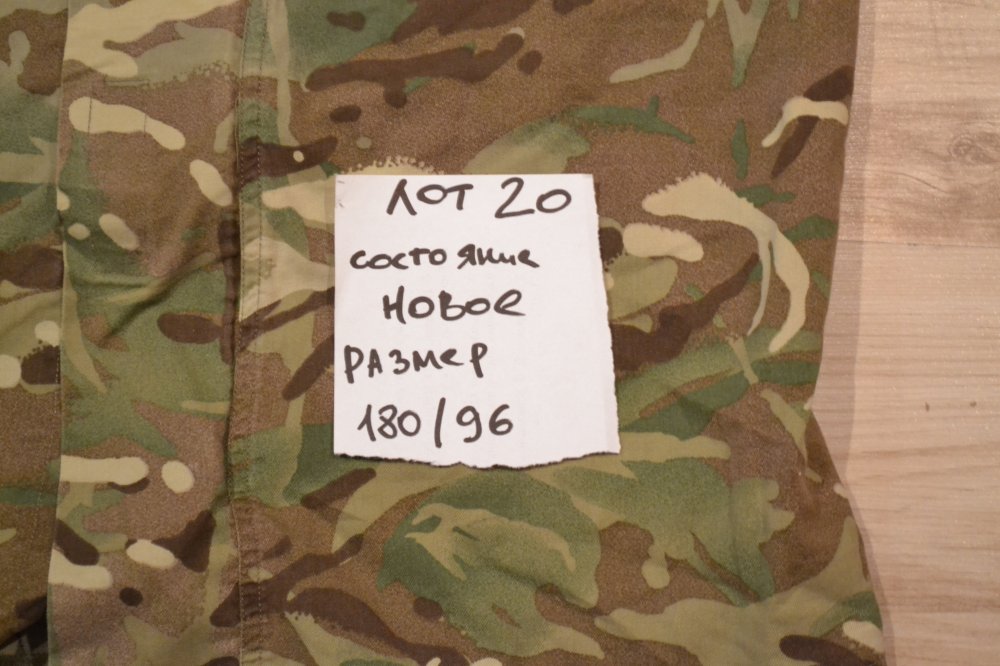 Лот 20
состояние
новое
размер
180/96